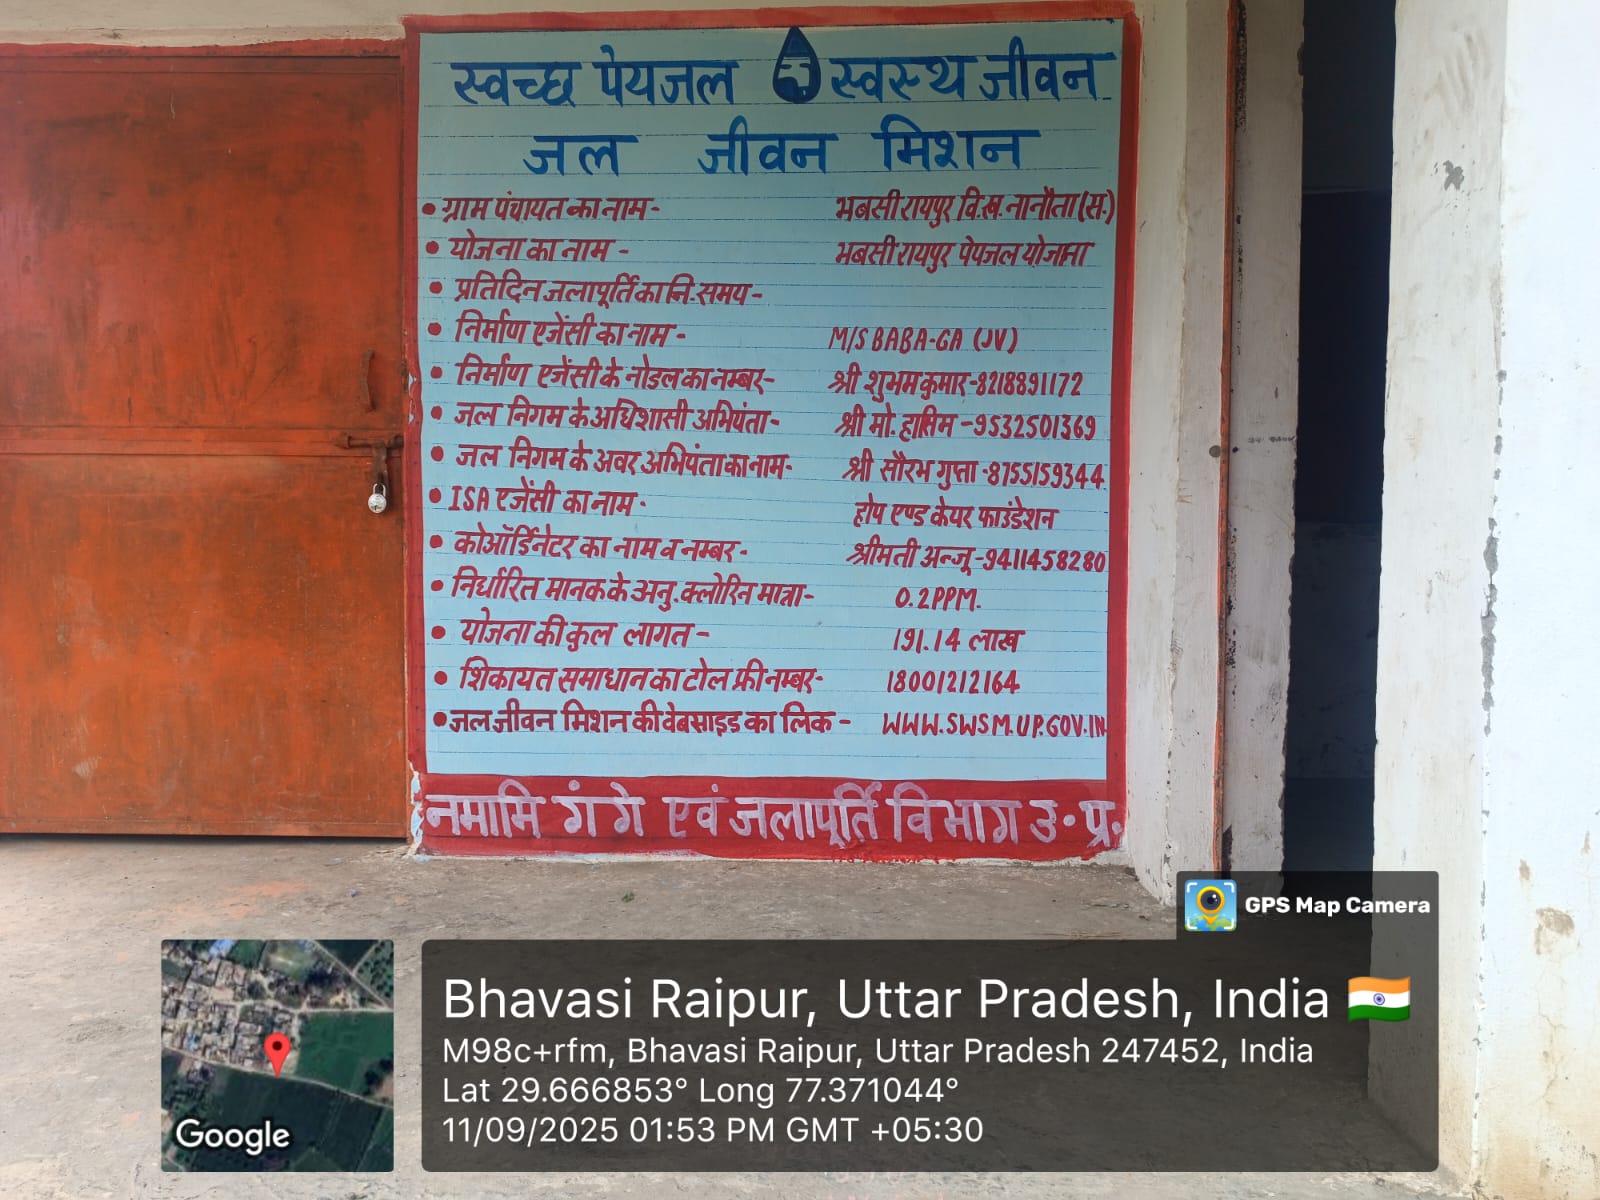 स्वच्छ पेयजल स्वस्थ जीवन
जल जीवन मिशन
• ग्राम पंचायत का नाम- भबसी रायपुर वि.ख. नानौता (स.)
• योजना का नाम - भबसी रायपुर पेयजल योजना
• प्रतिदिन जलापूर्ति का नि. समय-
• निर्माण एजेंसी का नाम - M/S BABA-GA (JV)
• निर्माण एजेंसी के नोडल का नम्बर- श्री शुभम कुमार-8218891172
• जल निगम के अधिशासी अभियंता- श्री मो. हासिम -9532501369
• जल निगम के अवर अभियंता का नाम- श्री सौरभ गुप्ता -8755159344
• ISA एजेंसी का नाम - होप एण्ड केयर फाउंडेशन
• कोऑर्डिनेटर का नाम व नम्बर- श्रीमती अन्जू-9411458280
• निर्धारित मानक के अनु. क्लोरिन मात्रा- 0.2PPM.
• योजना की कुल लागत - 191.14 लाख
• शिकायत समाधान का टोल फ्री नम्बर- 18001212164
• जल जीवन मिशन की वेबसाइड का लिक - WWW.SWSM.UP.GOV.IN
नमामि गंगे एवं जलापूर्ति विभाग उ॰ प्र॰
GPS Map Camera
Bhavasi Raipur, Uttar Pradesh, India
M98c+rfm, Bhavasi Raipur, Uttar Pradesh 247452, India
Lat 29.666853° Long 77.371044°
11/09/2025 01:53 PM GMT +05:30
Google